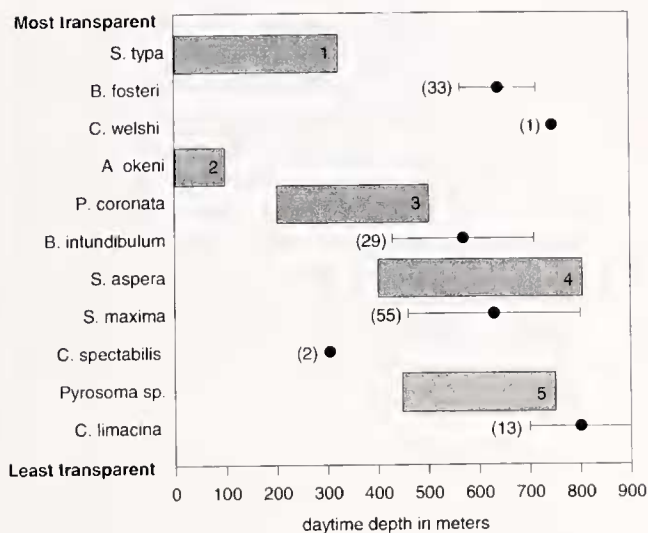 Most transparent
S. typa 1
B. fosteri (33)
C. welshi (1)
A okeni 2
P. coronata 3
B. intundibulum (29)
S. aspera 4
S. maxima (55)
C. spectabilis (2)
Pyrosoma sp. 5
C. limacina (13)
Least transparent
0 100 200 300 400 500 600 700 800 900
daytime depth in meters